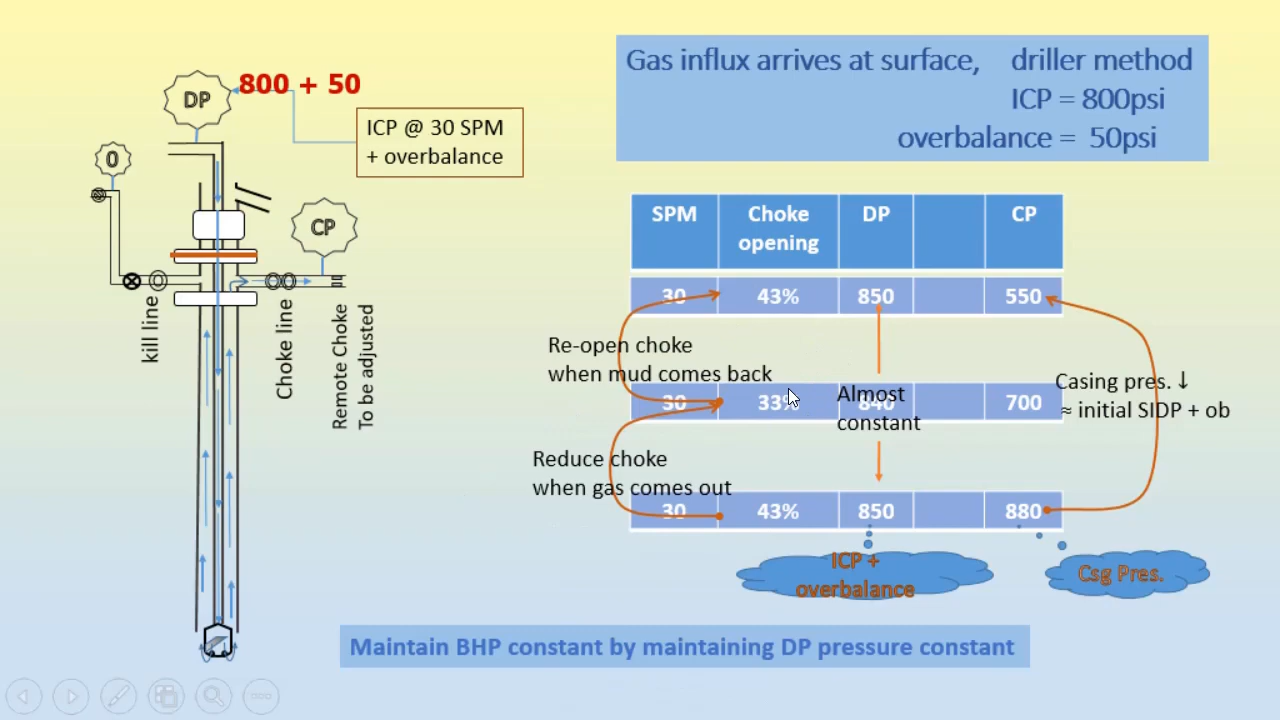 Gas influx arrives at surface, driller method
ICP = 800psi
overbalance = 50psi
800 + 50
DP
ICP @ 30 SPM
+ overbalance
0
CP
kill line
Choke line
Remote Choke
To be adjusted
SPM Choke opening DP CP
30 43% 850 550
Re-open choke
when mud comes back
30 33% 840 700
Almost
constant
Casing pres. ↓
≈ initial SIDP + ob
Reduce choke
when gas comes out
30 43% 850 880
ICP +
overbalance
Csg Pres.
Maintain BHP constant by maintaining DP pressure constant